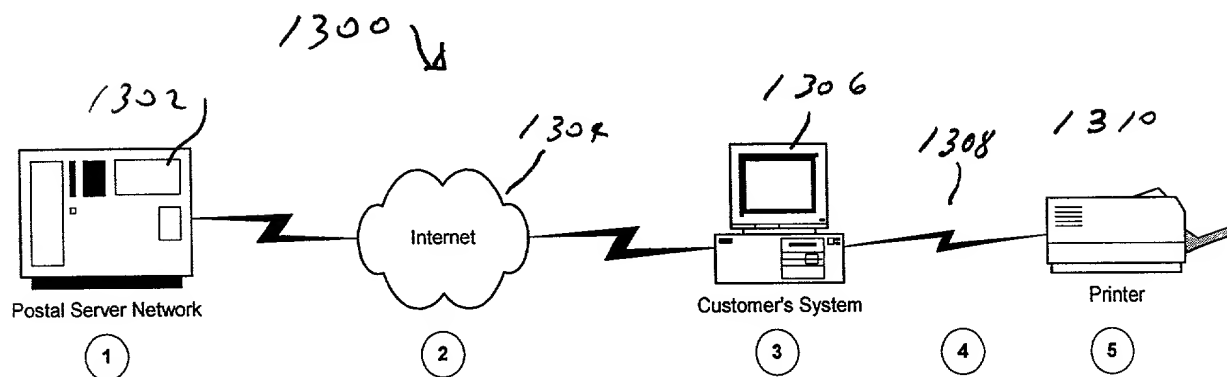 1300
1302
1304
1306
1308
1310
Internet
Postal Server Network
Customer's System
Printer
1
2
3
4
5